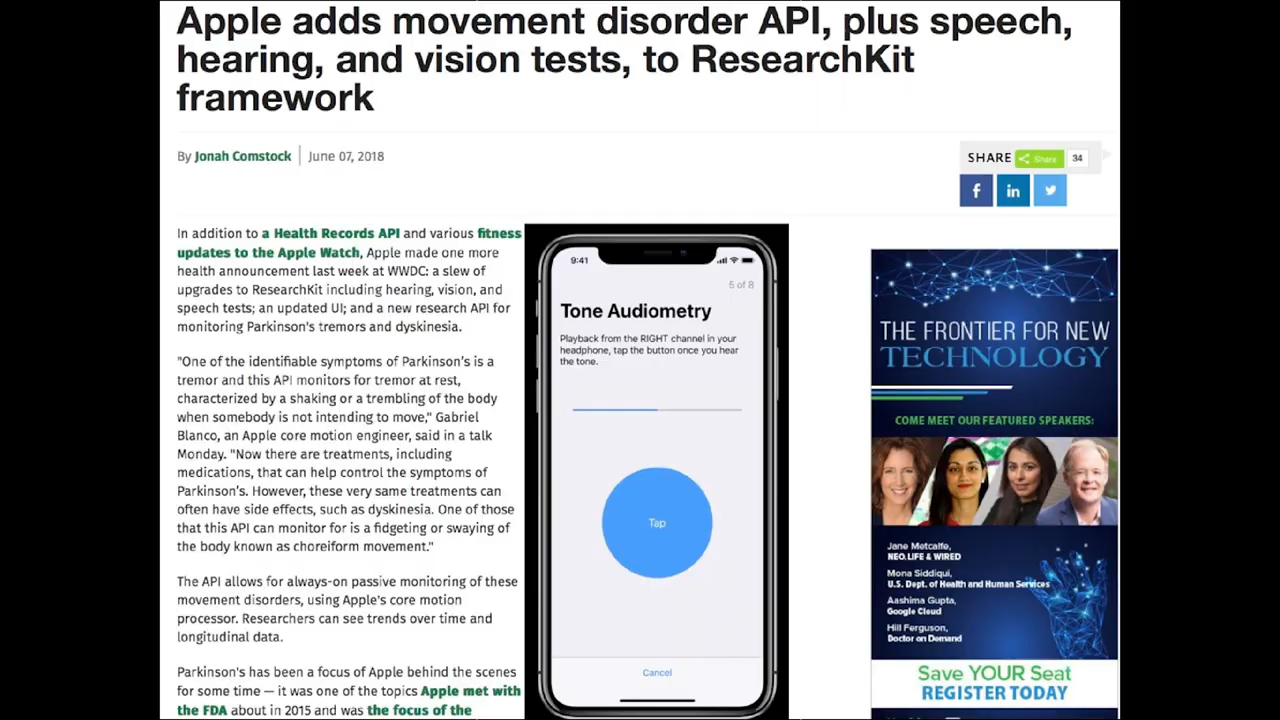 Apple adds movement disorder API, plus speech,
hearing, and vision tests, to ResearchKit
framework
By Jonah Comstock
June 07, 2018
SHARE
Share
34
In addition to a Health Records API and various fitness
updates to the Apple Watch, Apple made one more
health announcement last week at WWDC: a slew of
upgrades to ResearchKit including hearing, vision, and
speech tests; an updated UI; and a new research API for
monitoring Parkinson's tremors and dyskinesia.
"One of the identifiable symptoms of Parkinson's is a
tremor and this API monitors for tremor at rest,
characterized by a shaking or a trembling of the body
when somebody is not intending to move," Gabriel
Blanco, an Apple core motion engineer, said in a talk
Monday. "Now there are treatments, including
medications, that can help control the symptoms of
Parkinson's. However, these very same treatments can
often have side effects, such as dyskinesia. One of those
that this API can monitor for is a fidgeting or swaying of
the body known as choreiform movement."
The API allows for always-on passive monitoring of these
movement disorders, using Apple's core motion
processor. Researchers can see trends over time and
longitudinal data.
Parkinson's has been a focus of Apple behind the scenes
for some time — it was one of the topics Apple met with
the FDA about in 2015 and was the focus of the
9:41
5 of 8
Tone Audiometry
Playback from the RIGHT channel in your
headphone, tap the button once you hear
the tone.
Tap
Cancel
THE FRONTIER FOR NEW
TECHNOLOGY
COME MEET OUR FEATURED SPEAKERS:
Jane Metcalfe,
NEO.LIFE & WIRED
Mona Siddiqui,
U.S. Dept. of Health and Human Services
Aashima Gupta,
Google Cloud
Hill Ferguson,
Doctor on Demand
Save YOUR Seat
REGISTER TODAY